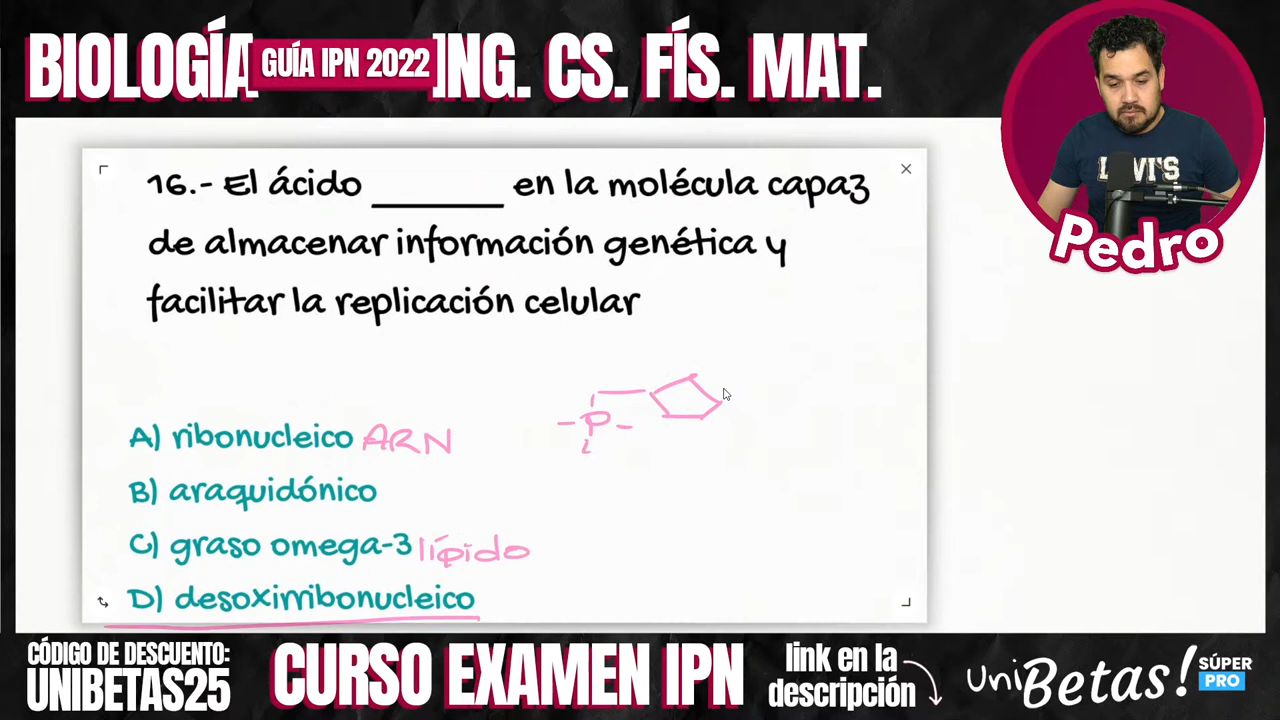 BIOLOGÍA[GUÍA IPN 2022]ING. CS. FÍS. MAT.
LEVI'S
Pedro
16.- El ácido ________ en la molécula capaz
de almacenar información genética y
facilitar la replicación celular
P
A) ribonucleico ARN
B) araquidónico
C) graso omega-3 lípido
D) desoxirribonucleico
CÓDIGO DE DESCUENTO:
UNIBETAS25
CURSO EXAMEN IPN
link en la
descripción
uniBetas!
SÚPER
PRO